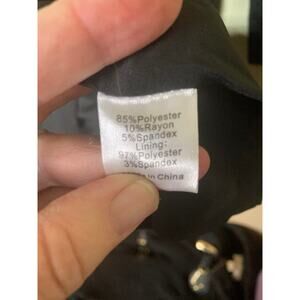 85%Polyester
10%Rayon
5%Spandex
Lining:
97%Polyester
3%Spandex
in China